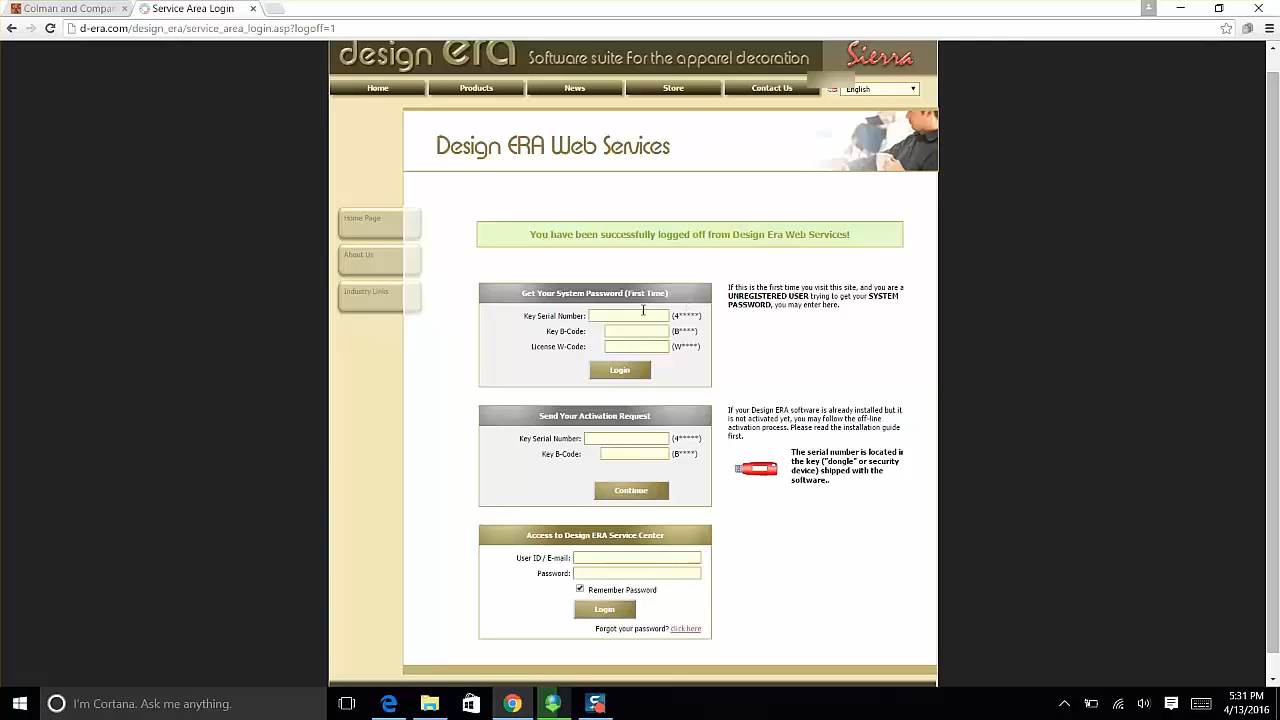 Colman and Compan
Service Area Login
d-era.com/design_era/service_area_login.asp?logoff=1
design era Software suite for the apparel decoration Sierra
Home Products News Store Contact Us English
Design ERA Web Services
Home Page
About Us
Industry Links
You have been successfully logged off from Design Era Web Services!
Get Your System Password (First Time)
Key Serial Number: (4*****)
Key B-Code: (B****)
License W-Code: (W****)
Login
If this is the first time you visit this site, and you are a
UNREGISTERED USER trying to get your SYSTEM
PASSWORD, you may enter here.
Send Your Activation Request
Key Serial Number: (4*****)
Key B-Code: (B****)
Continue
If your Design ERA software is already installed but it
is not activated yet, you may follow the off-line
activation process. Please read the installation guide
first.
The serial number is located in
the key ("dongle" or security
device) shipped with the
software..
Access to Design ERA Service Center
User ID / E-mail:
Password:
Remember Password
Login
Forgot your password? click here
I'm Cortana. Ask me anything.
5:31 PM
4/13/2016